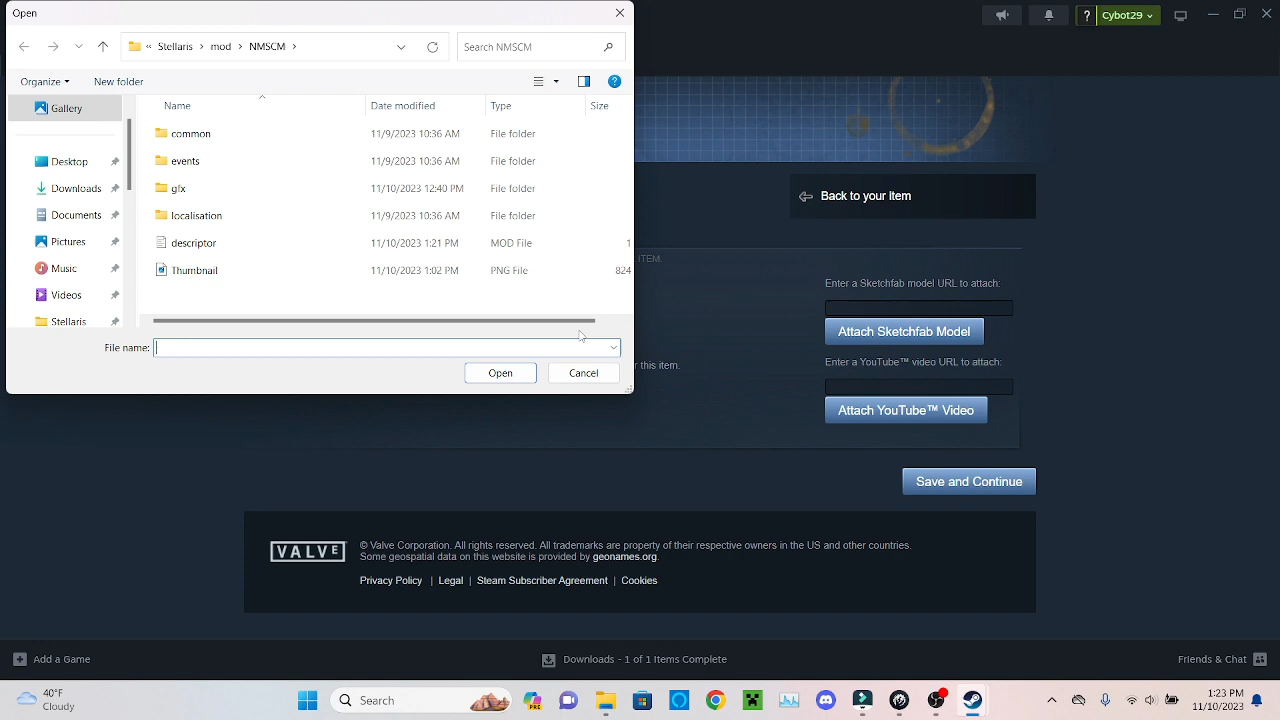 Open
Cybot29
« Stellaris › mod › NMSCM ›
Search NMSCM
Organize
New folder
Gallery
Name
Date modified
Type
Size
common
11/9/2023 10:36 AM
File folder
Desktop
events
11/9/2023 10:36 AM
File folder
Downloads
gfx
11/10/2023 12:40 PM
File folder
Back to your Item
Documents
localisation
11/9/2023 10:36 AM
File folder
Pictures
descriptor
11/10/2023 1:21 PM
MOD File
1
ITEM.
Music
Thumbnail
11/10/2023 1:02 PM
PNG File
824
Enter a Sketchfab model URL to attach:
Videos
Stellaris
Attach Sketchfab Model
File name:
r this item.
Enter a YouTube™ video URL to attach:
Open
Cancel
Attach YouTube™ Video
Save and Continue
VALVE
© Valve Corporation. All rights reserved. All trademarks are property of their respective owners in the US and other countries.
Some geospatial data on this website is provided by geonames.org.
Privacy Policy | Legal | Steam Subscriber Agreement | Cookies
Add a Game
Downloads - 1 of 1 Items Complete
Friends & Chat
40°F
Cloudy
Search
PRE
1:23 PM
11/10/2023